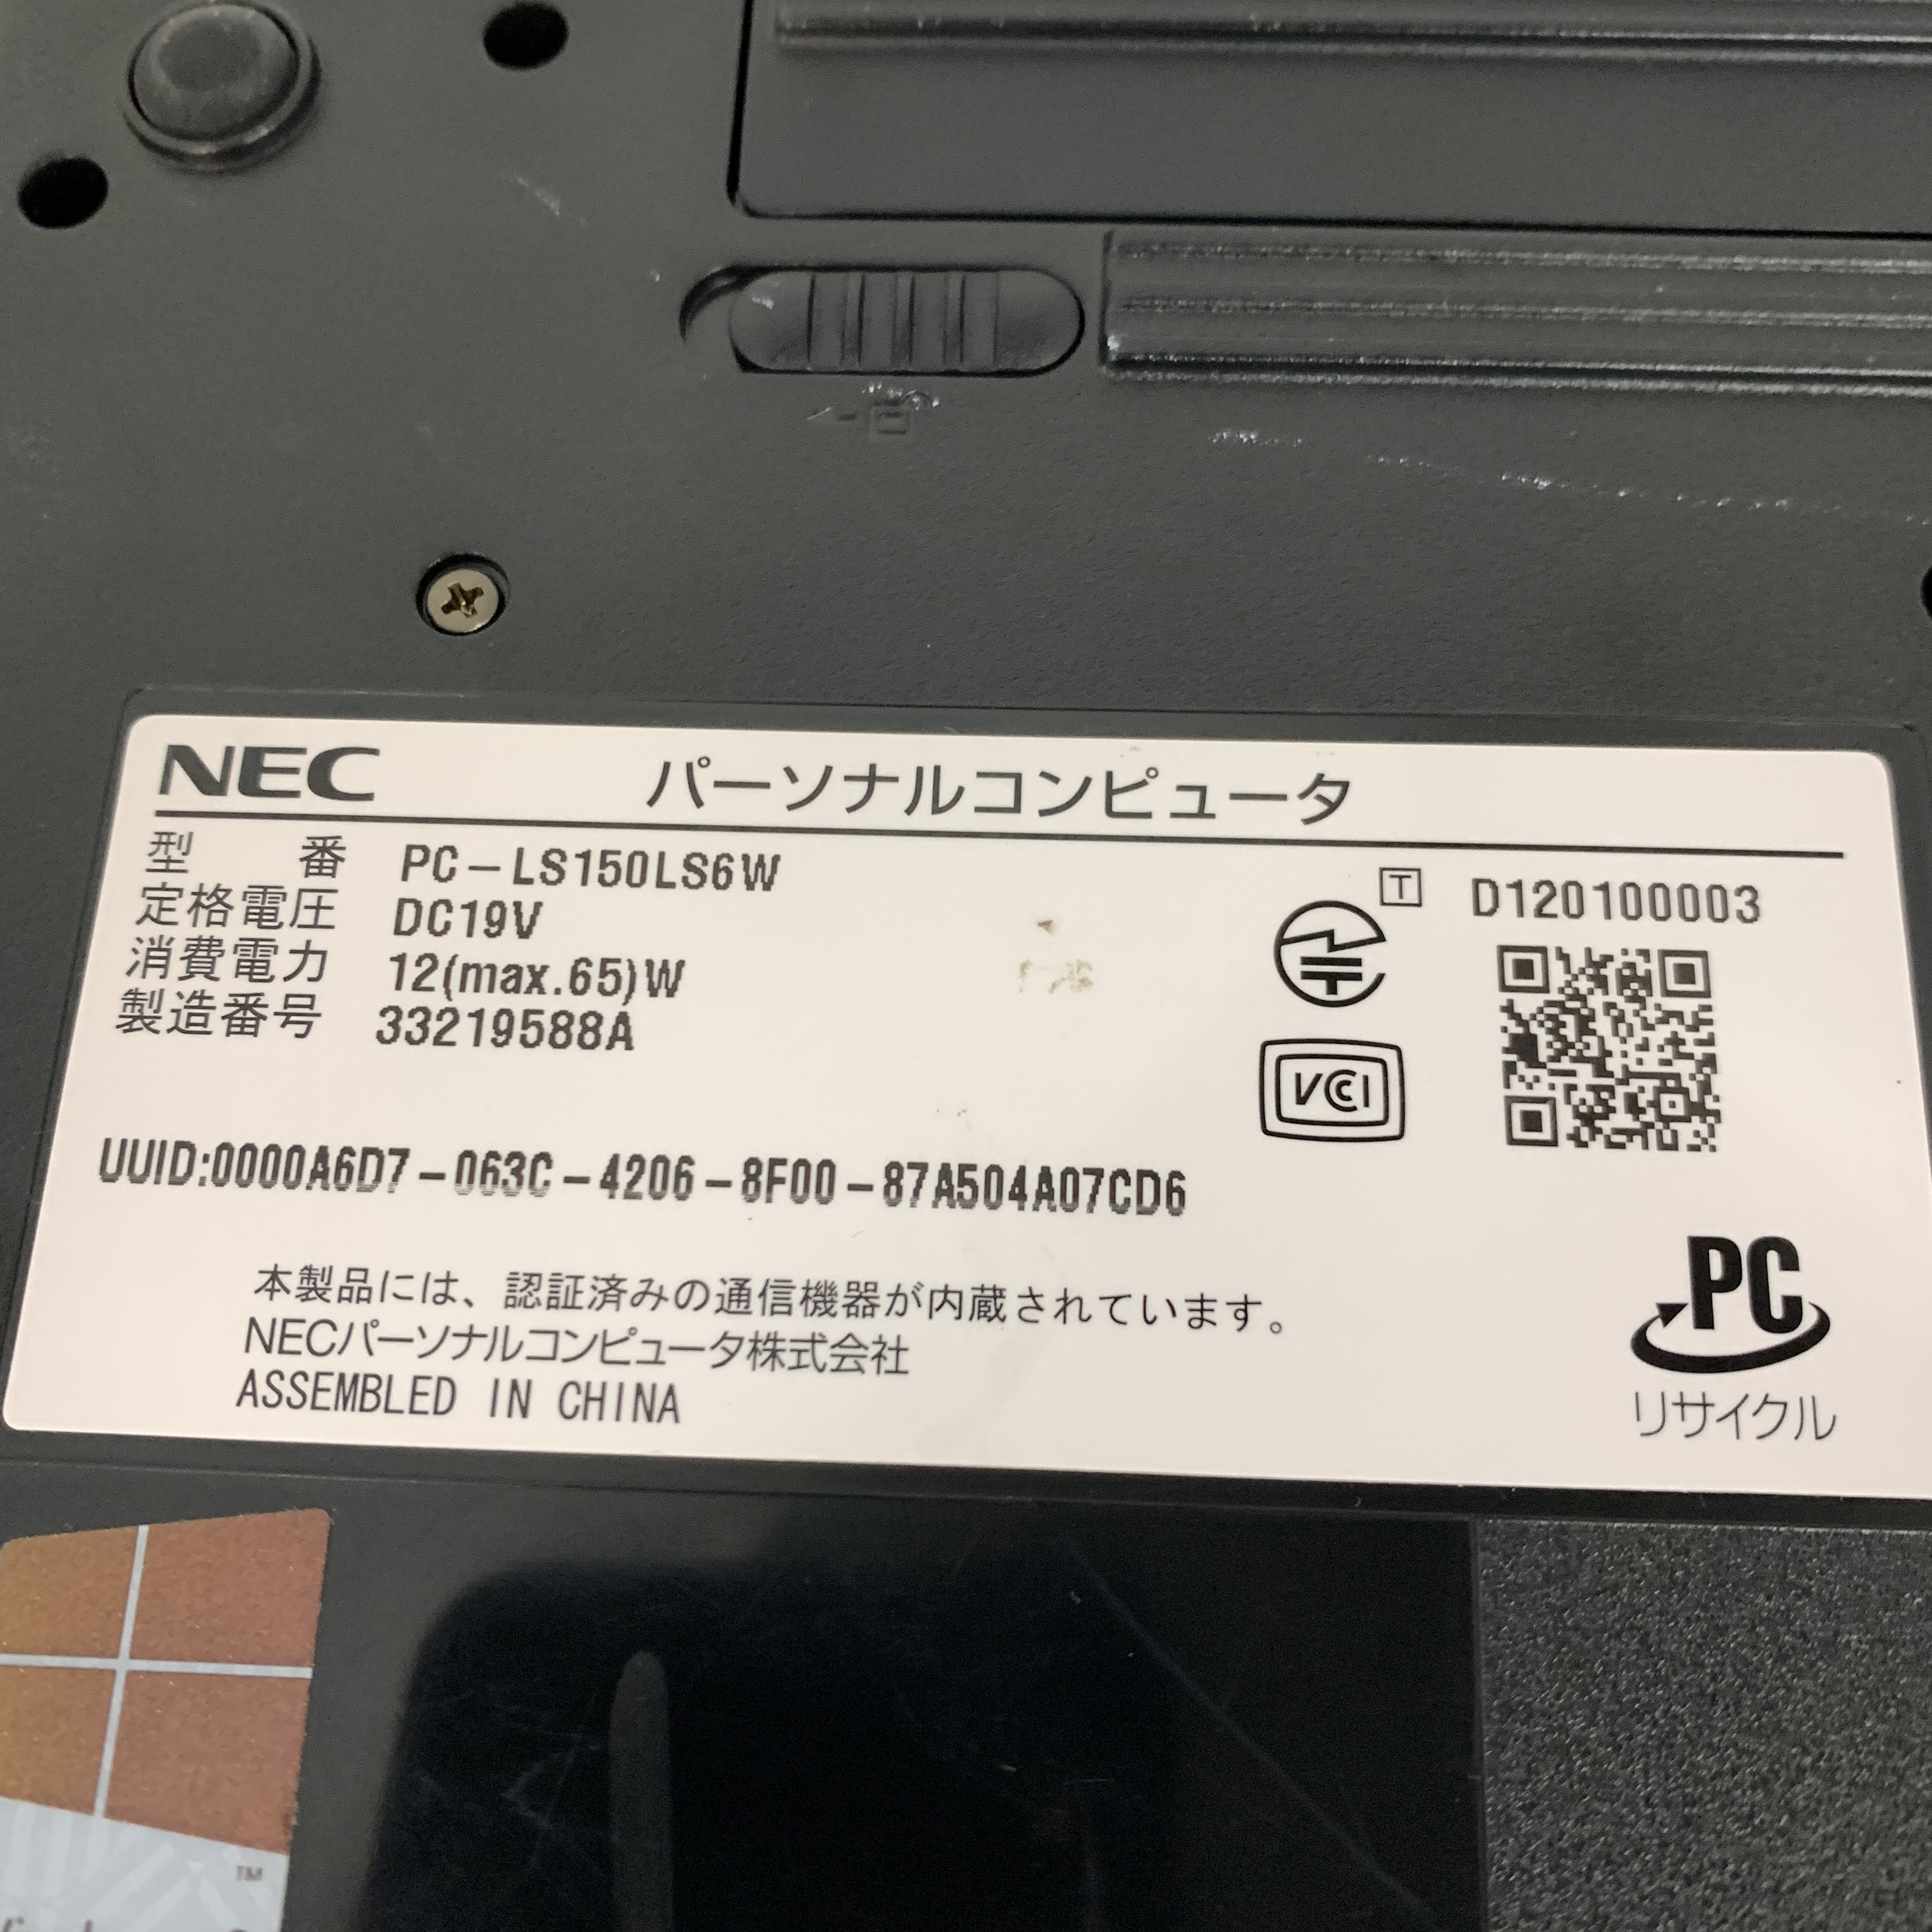 NEC パーソナルコンピュータ
型番 PC-LS150LS6W
定格電圧 DC19V
消費電力 12(max.65)W
製造番号 33219588A
T D120100003
VCCI
UUID:0000A6D7-063C-4206-8F00-87A504A07CD6
本製品には、認証済みの通信機器が内蔵されています。
NECパーソナルコンピュータ株式会社
ASSEMBLED IN CHINA
PC
リサイクル
TM